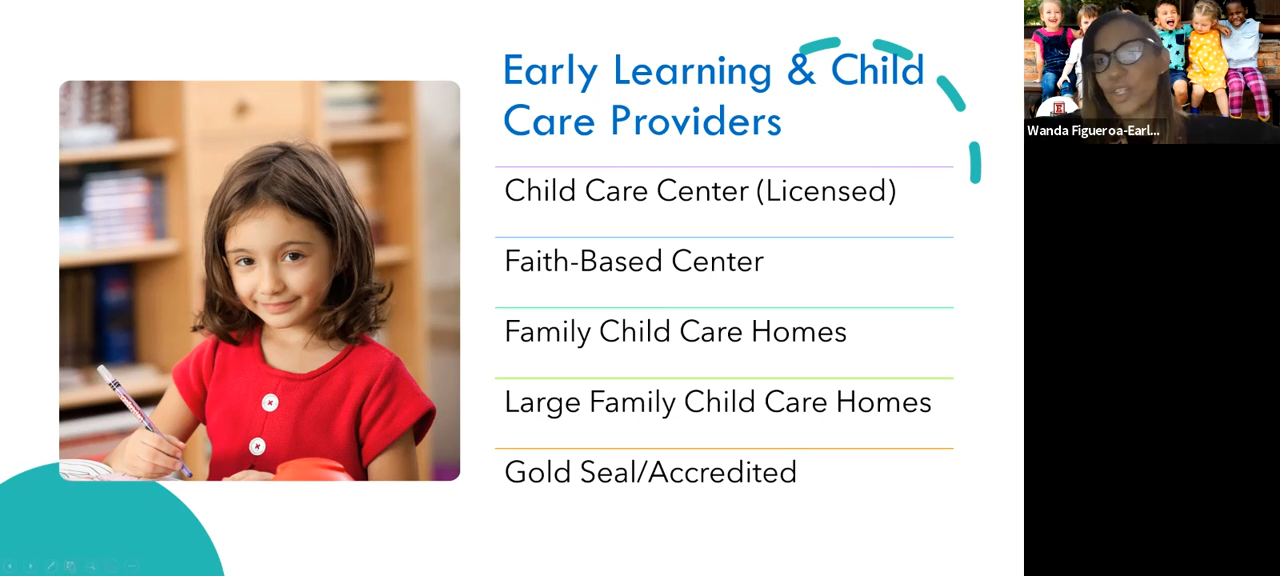 Early Learning & Child
Care Providers
Child Care Center (Licensed)
Faith-Based Center
Family Child Care Homes
Large Family Child Care Homes
Gold Seal/Accredited
Wanda Figueroa-Earl...